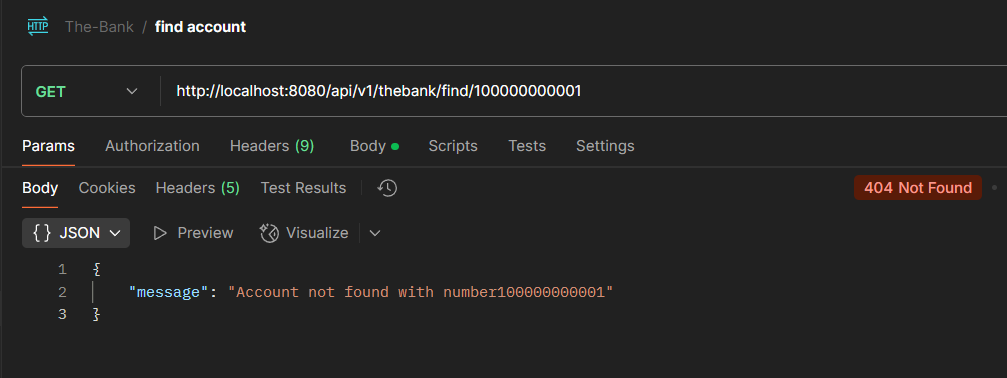 HTTP The-Bank / find account
GET http://localhost:8080/api/v1/thebank/find/100000000001
Params Authorization Headers (9) Body Scripts Tests Settings
Body Cookies Headers (5) Test Results 404 Not Found
{} JSON Preview Visualize
1 {
2 "message": "Account not found with number100000000001"
3 }